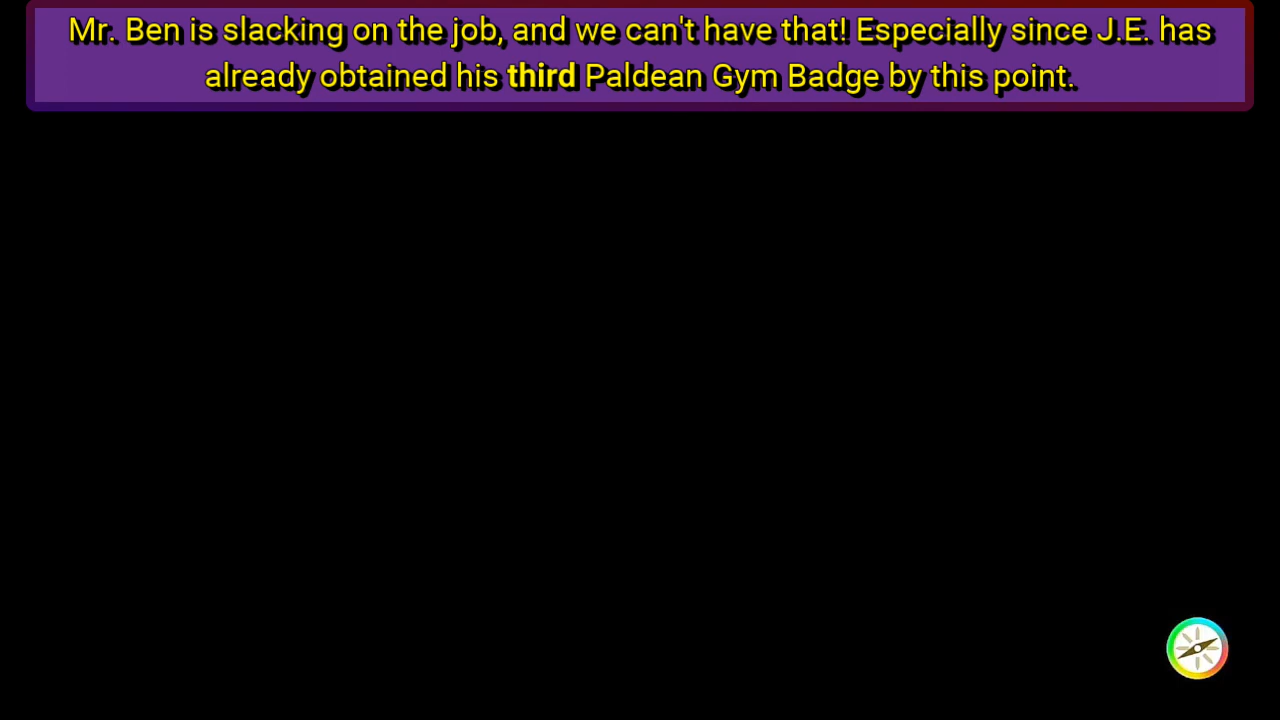 Mr. Ben is slacking on the job, and we can't have that! Especially since J.E. has
already obtained his third Paldean Gym Badge by this point.